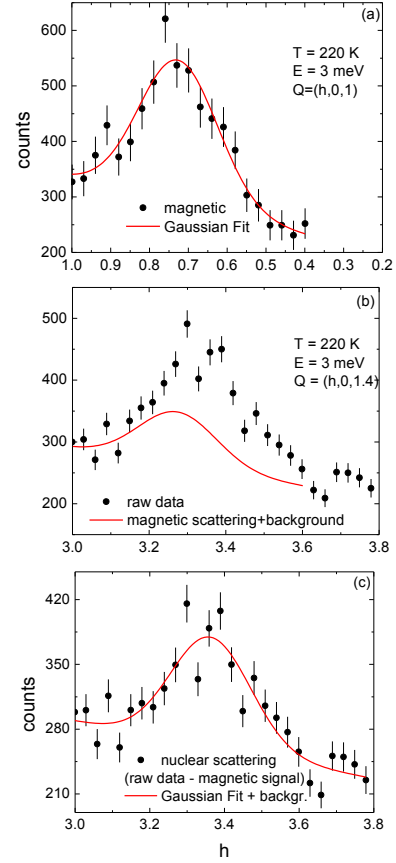 (a)
600
T = 220 K
E = 3 meV
500
Q=(h,0,1)
counts
400
300
magnetic
Gaussian Fit
200
1.0 0.9 0.8 0.7 0.6 0.5 0.4 0.3 0.2
(b)
500
T = 220 K
E = 3 meV
Q = (h,0,1.4)
400
300
raw data
200
magnetic scattering+background
3.0 3.2 3.4 3.6 3.8
(c)
420
350
counts
280
nuclear scattering
(raw data - magnetic signal)
210
Gaussian Fit + backgr.
3.0 3.2 3.4 3.6 3.8
h